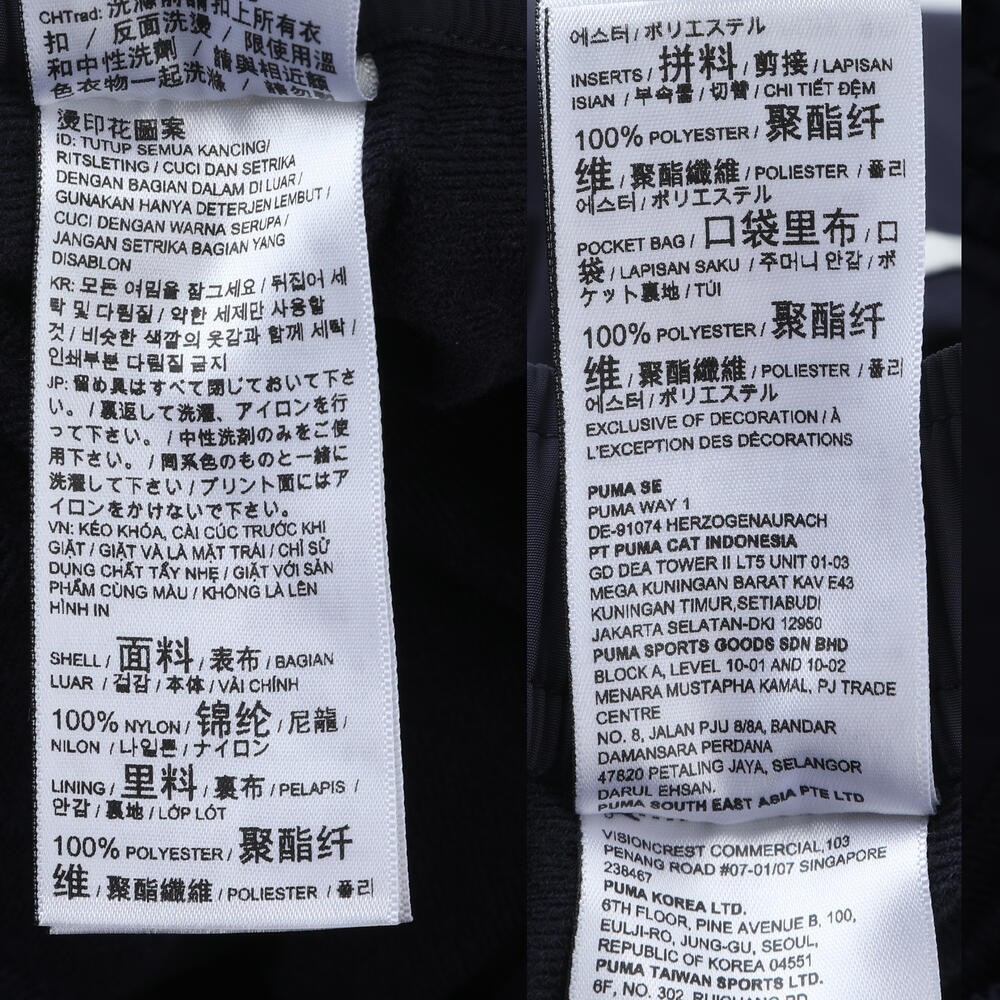 CHTrad: 洗滌前請扣上所有衣
扣 / 反面洗燙 / 限使用溫
和中性洗劑 / 請與相近顏
色衣物一起洗滌 / 請勿熨
燙印花圖案
ID: TUTUP SEMUA KANCING/
RITSLETING / CUCI DAN SETRIKA
DENGAN BAGIAN DALAM DI LUAR /
GUNAKAN HANYA DETERJEN LEMBUT /
CUCI DENGAN WARNA SERUPA /
JANGAN SETRIKA BAGIAN YANG
DISABLON
KR: 모든 여밈을 잠그세요 / 뒤집어 세
탁 및 다림질 / 약한 세제만 사용할
것 / 비슷한 색깔의 옷감과 함께 세탁 /
인쇄부분 다림질 금지
JP: 留め具はすべて閉じておいて下さ
い。 / 裏返して洗濯、アイロンを行
って下さい。 / 中性洗剤のみをご使
用下さい。 / 同系色のものと一緒に
洗濯して下さい / プリント面にはア
イロンをかけないで下さい。
VN: KÉO KHÓA, CÀI CÚC TRƯỚC KHI
GIẶT / GIẶT VÀ LÀ MẶT TRÁI / CHỈ SỬ
DỤNG CHẤT TẨY NHẸ / GIẶT VỚI SẢN
PHẨM CÙNG MÀU / KHÔNG LÀ LÊN
HÌNH IN
SHELL / 面料 / 表布 / BAGIAN
LUAR / 겉감 / 本体 / VẢI CHÍNH
100% NYLON / 锦纶 / 尼龍 /
NILON / 나일론 / ナイロン
LINING / 里料 / 裏布 / PELAPIS /
안감 / 裏地 / LỚP LÓT
100% POLYESTER / 聚酯纤
维 / 聚酯纖維 / POLIESTER / 폴리
에스터 / ポリエステル
INSERTS / 拼料 / 剪接 / LAPISAN
ISIAN / 부속물 / 切替 / CHI TIẾT ĐỆM
100% POLYESTER / 聚酯纤
维 / 聚酯纖維 / POLIESTER / 폴리
에스터 / ポリエステル
POCKET BAG / 口袋里布 / 口
袋 / LAPISAN SAKU / 주머니 안감 / ポ
ケット裏地 / TÚI
100% POLYESTER / 聚酯纤
维 / 聚酯纖維 / POLIESTER / 폴리
에스터 / ポリエステル
EXCLUSIVE OF DECORATION / À
L'EXCEPTION DES DÉCORATIONS
PUMA SE
PUMA WAY 1
DE-91074 HERZOGENAURACH
PT PUMA CAT INDONESIA
GD DEA TOWER II LT5 UNIT 01-03
MEGA KUNINGAN BARAT KAV E43
KUNINGAN TIMUR,SETIABUDI
JAKARTA SELATAN-DKI 12950
PUMA SPORTS GOODS SDN BHD
BLOCK A, LEVEL 10-01 AND 10-02
MENARA MUSTAPHA KAMAL, PJ TRADE
CENTRE
NO. 8, JALAN PJU 8/8A, BANDAR
DAMANSARA PERDANA
47820 PETALING JAYA, SELANGOR
DARUL EHSAN.
PUMA SOUTH EAST ASIA PTE LTD
VISIONCREST COMMERCIAL,103
PENANG ROAD #07-01/07 SINGAPORE
238467
PUMA KOREA LTD.
6TH FLOOR, PINE AVENUE B, 100,
EULJI-RO, JUNG-GU, SEOUL,
REPUBLIC OF KOREA 04551
PUMA TAIWAN SPORTS LTD.
6F, NO. 302, RUIGUANG RD.